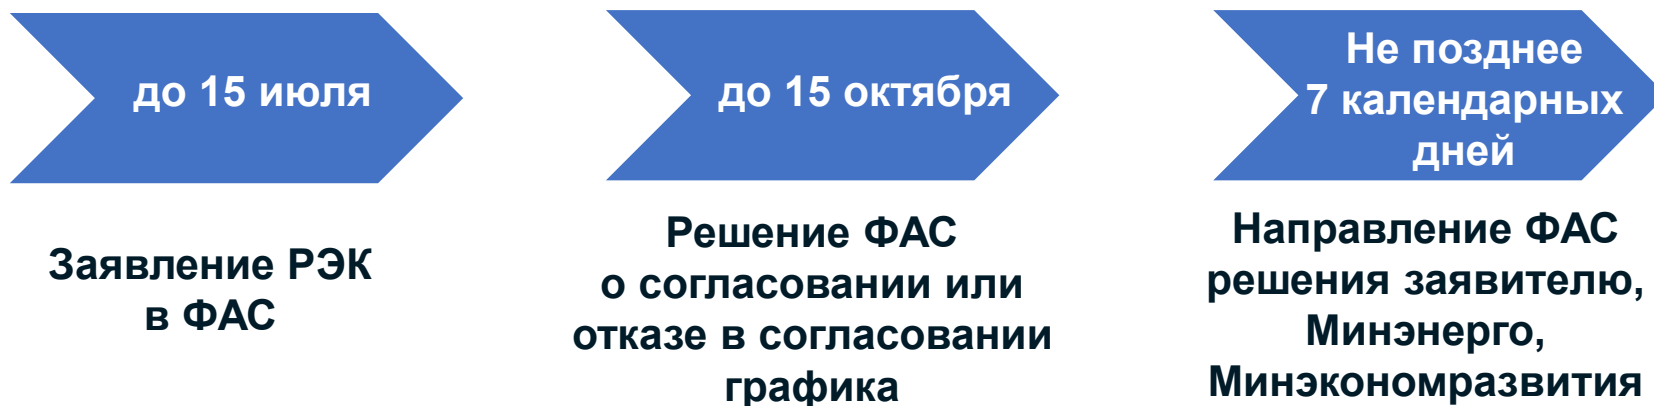 до 15 июля
Заявление РЭК
в ФАС
до 15 октября
Решение ФАС
о согласовании или
отказе в согласовании
графика
Не позднее
7 календарных
дней
Направление ФАС
решения заявителю,
Минэнерго,
Минэкономразвития